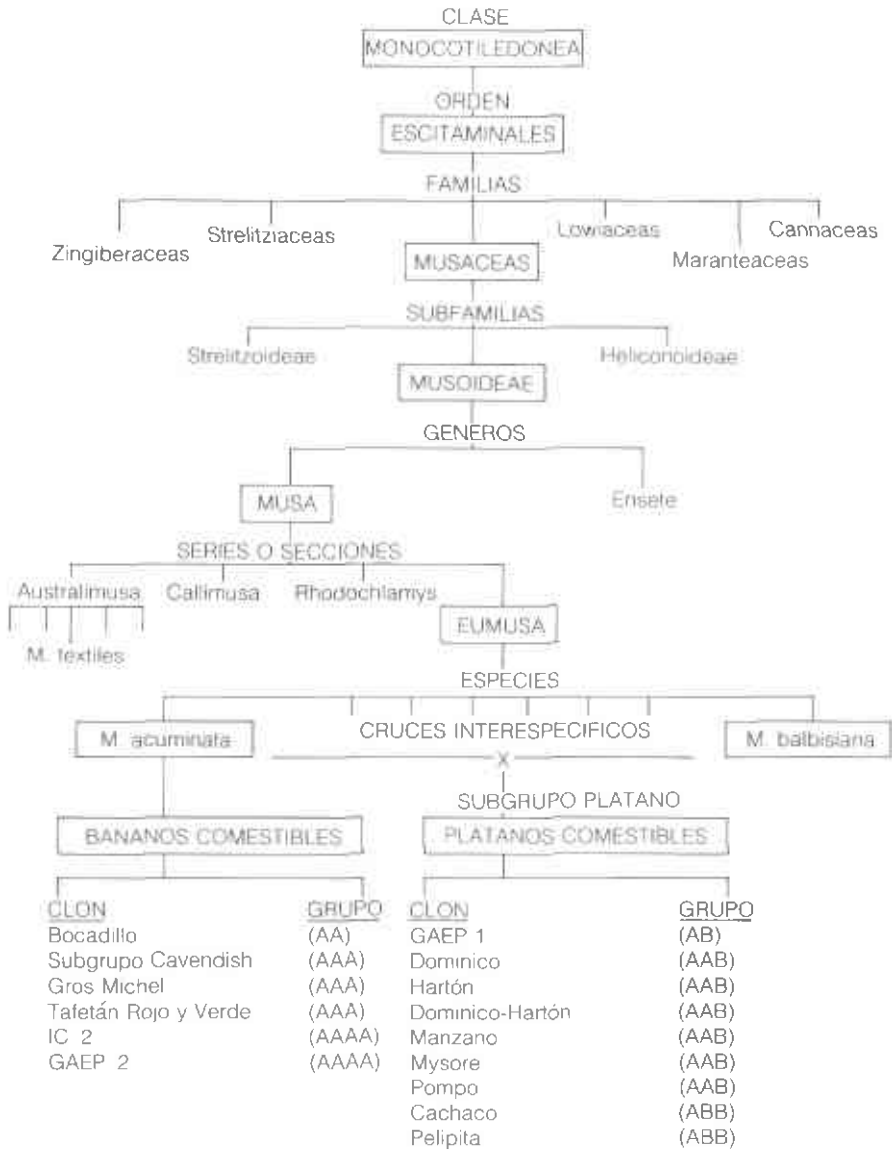 CLASE
MONOCOTILEDONEA
ORDEN
ESCITAMINALES
FAMILIAS
Zingiberaceas
Strelitziaceas
MUSACEAS
Lowiaceas
Maranteaceas
Cannaceas
SUBFAMILIAS
Strelitzoideae
Heliconoideae
MUSOIDEAE
GENEROS
MUSA
Ensete
SERIES O SECCIONES
Australimusa Callimusa Rhodochlamys
EUMUSA
M. textiles
ESPECIES
M. acuminata
CRUCES INTERESPECIFICOS
M. balbisiana
X
SUBGRUPO PLATANO
BANANOS COMESTIBLES
PLATANOS COMESTIBLES
CLON GRUPO
Bocadillo (AA)
Subgrupo Cavendish (AAA)
Gros Michel (AAA)
Tafetán Rojo y Verde (AAA)
IC 2 (AAAA)
GAEP 2 (AAAA)
CLON GRUPO
GAEP 1 (AB)
Dominico (AAB)
Hartón (AAB)
Dominico-Hartón (AAB)
Manzano (AAB)
Mysore (AAB)
Pompo (AAB)
Cachaco (ABB)
Pelipita (ABB)